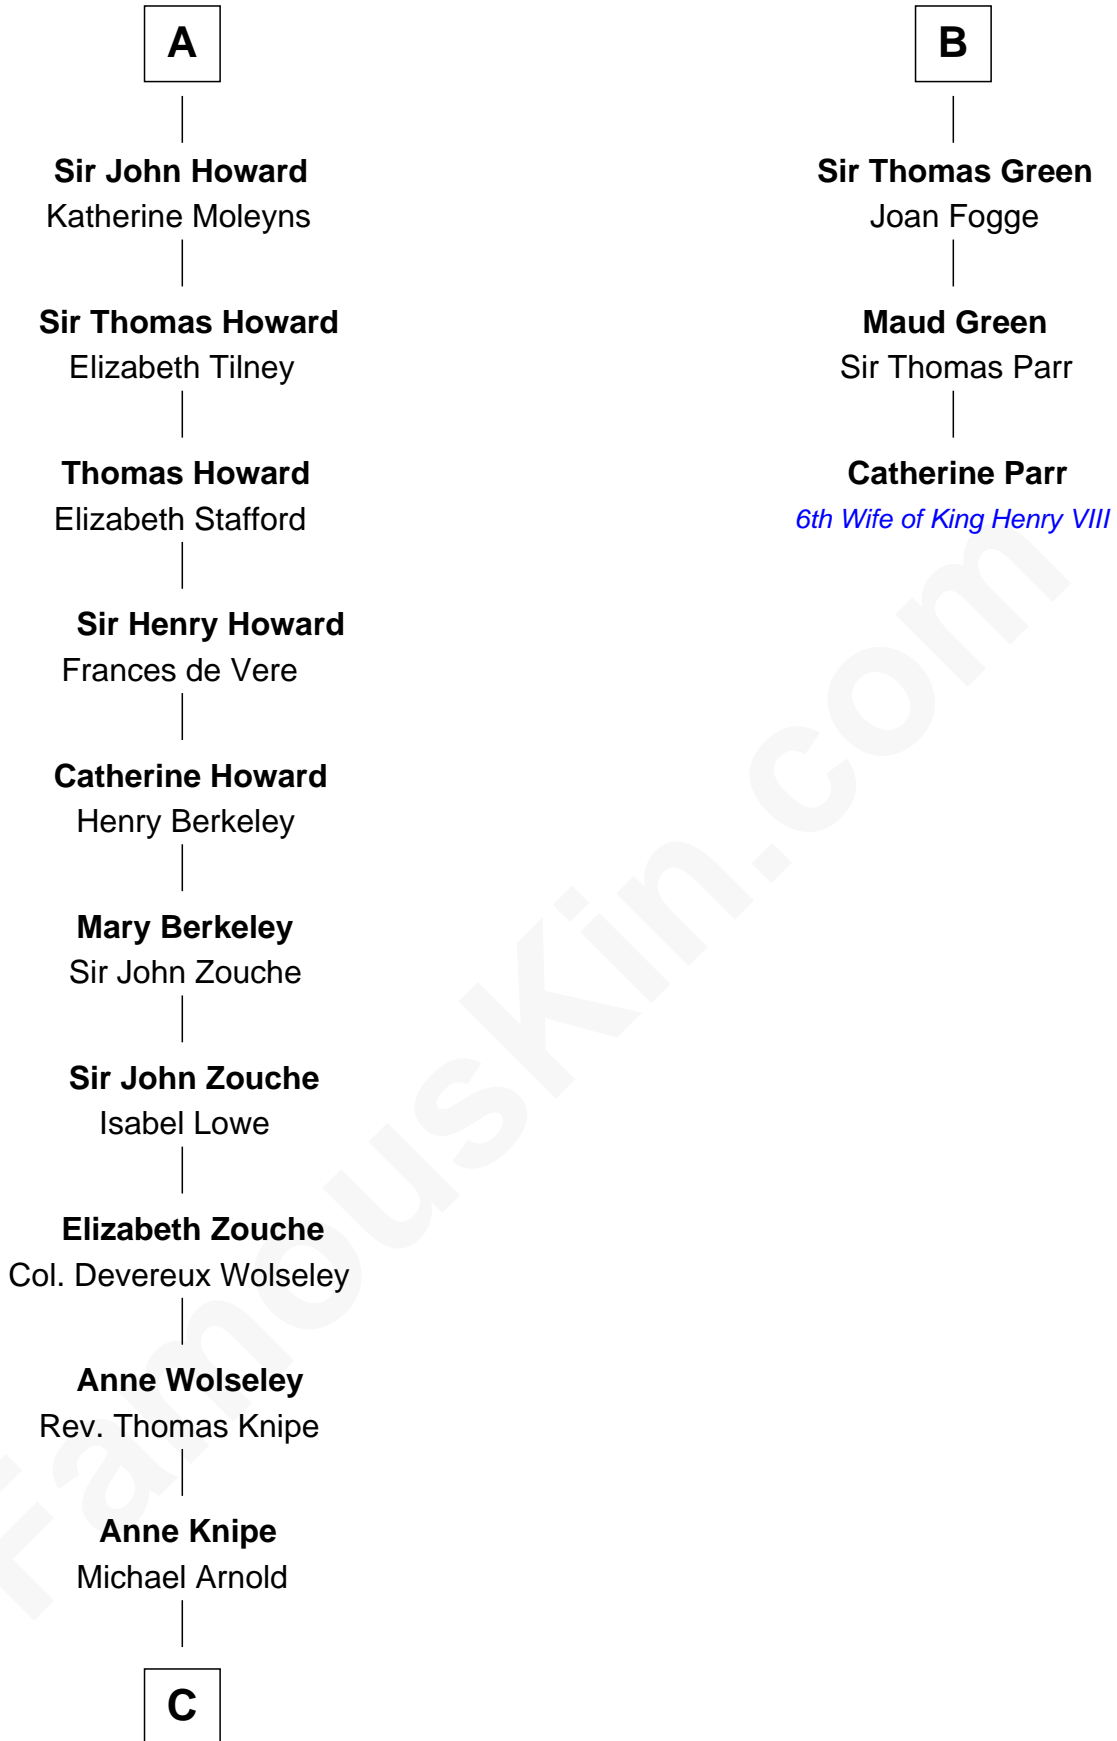 A
Sir John Howard
Katherine Moleyns
Sir Thomas Howard
Elizabeth Tilney
Thomas Howard
Elizabeth Stafford
Sir Henry Howard
Frances de Vere
Catherine Howard
Henry Berkeley
Mary Berkeley
Sir John Zouche
Sir John Zouche
Isabel Lowe
Elizabeth Zouche
Col. Devereux Wolseley
Anne Wolseley
Rev. Thomas Knipe
Anne Knipe
Michael Arnold
C
B
Sir Thomas Green
Joan Fogge
Maud Green
Sir Thomas Parr
Catherine Parr
6th Wife of King Henry VIII
FamousKin.com